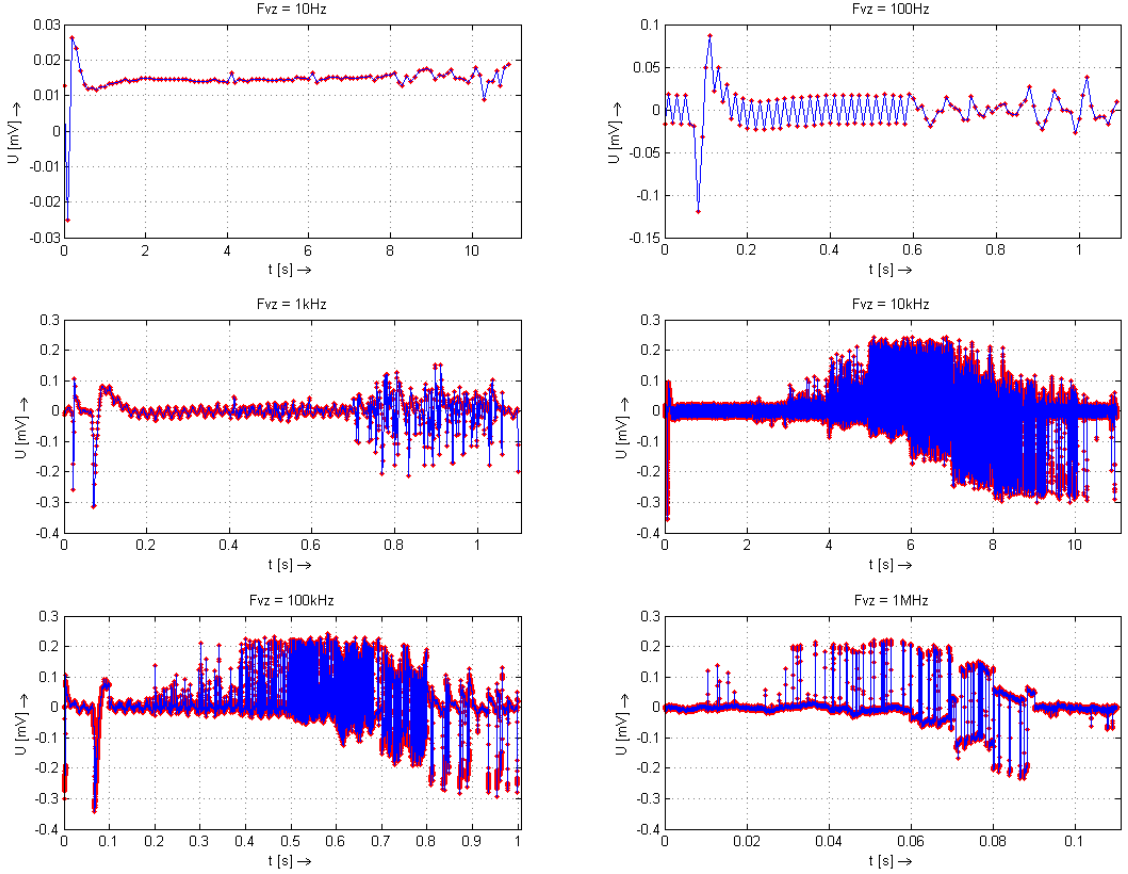 Fvz = 10Hz
U [mV] →
0.03
0.02
0.01
0
-0.01
-0.02
-0.03
0 2 4 6 8 10
t [s] →
Fvz = 100Hz
U [mV] →
0.1
0.05
0
-0.05
-0.1
-0.15
0 0.2 0.4 0.6 0.8 1
t [s] →
Fvz = 1kHz
U [mV] →
0.3
0.2
0.1
0
-0.1
-0.2
-0.3
-0.4
0 0.2 0.4 0.6 0.8 1
t [s] →
Fvz = 10kHz
U [mV] →
0.3
0.2
0.1
0
-0.1
-0.2
-0.3
-0.4
0 2 4 6 8 10
t [s] →
Fvz = 100kHz
U [mV] →
0.3
0.2
0.1
0
-0.1
-0.2
-0.3
-0.4
0 0.1 0.2 0.3 0.4 0.5 0.6 0.7 0.8 0.9 1
t [s] →
Fvz = 1MHz
U [mV] →
0.3
0.2
0.1
0
-0.1
-0.2
-0.3
-0.4
0 0.02 0.04 0.06 0.08 0.1
t [s] →